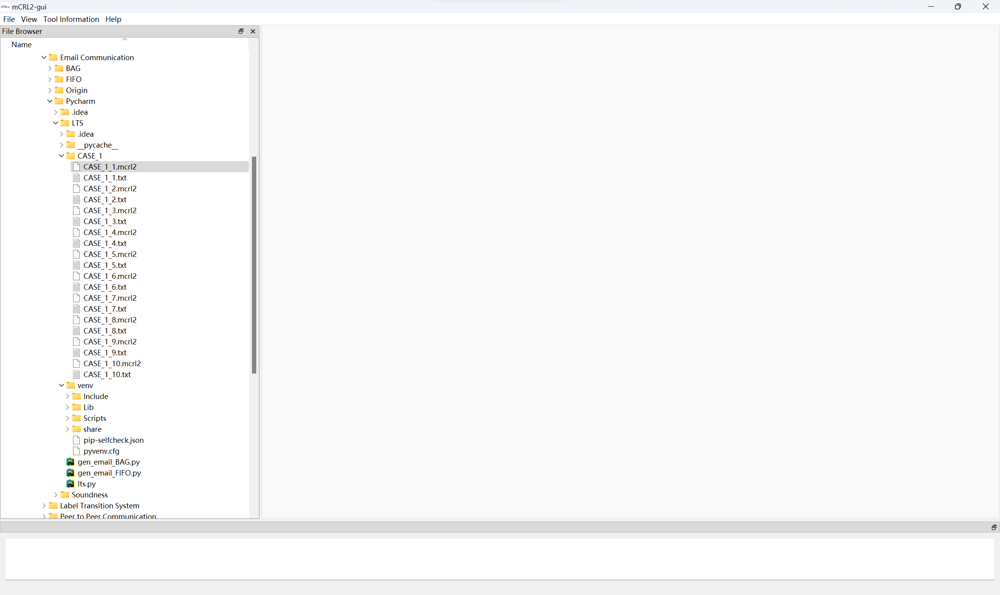 mCRL2 mCRL2-gui
File View Tool Information Help
File Browser
Name
Email Communication
BAG
FIFO
Origin
Pycharm
.idea
LTS
.idea
__pycache__
CASE_1
CASE_1_1.mcrl2
CASE_1_1.txt
CASE_1_2.mcrl2
CASE_1_2.txt
CASE_1_3.mcrl2
CASE_1_3.txt
CASE_1_4.mcrl2
CASE_1_4.txt
CASE_1_5.mcrl2
CASE_1_5.txt
CASE_1_6.mcrl2
CASE_1_6.txt
CASE_1_7.mcrl2
CASE_1_7.txt
CASE_1_8.mcrl2
CASE_1_8.txt
CASE_1_9.mcrl2
CASE_1_9.txt
CASE_1_10.mcrl2
CASE_1_10.txt
venv
Include
Lib
Scripts
share
pip-selfcheck.json
pyvenv.cfg
PC gen_email_BAG.py
PC gen_email_FIFO.py
PC lts.py
Soundness
Label Transition System
Peer to Peer Communication